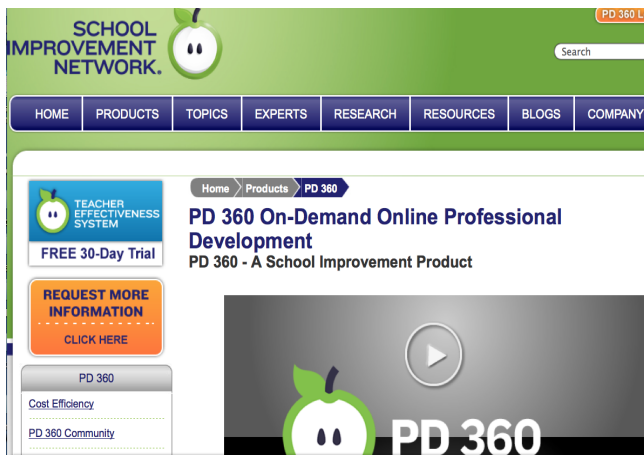 SCHOOL
IMPROVEMENT
NETWORK.
PD 360 L
Search
HOME PRODUCTS TOPICS EXPERTS RESEARCH RESOURCES BLOGS COMPANY
TEACHER
EFFECTIVENESS
SYSTEM
FREE 30-Day Trial
REQUEST MORE
INFORMATION
CLICK HERE
PD 360
Cost Efficiency
PD 360 Community
Home Products PD 360
PD 360 On-Demand Online Professional
Development
PD 360 - A School Improvement Product
PD 360